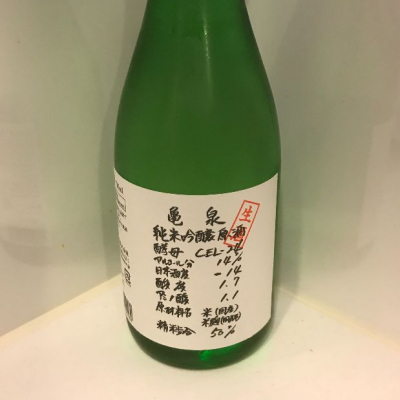 亀泉
生酒
純米吟醸原酒
酵母 CEL-24
アルコール分 14%
日本酒度 -14
酸度 1.7
アミノ酸 1.1
原材料名 米(国産)
米麹(国産米)
精米歩合 50%